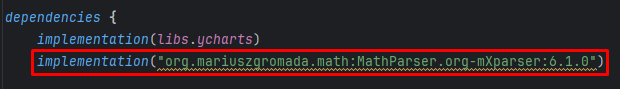 dependencies {
implementation(libs.ycharts)
implementation("org.mariuszgromada.math:MathParser.org-mXparser:6.1.0")